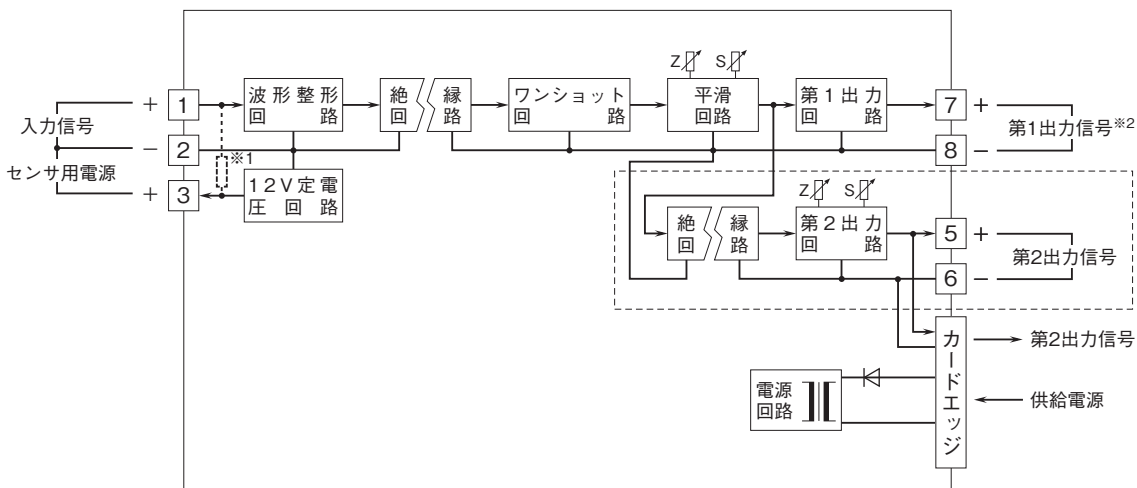 Z S
+ 1 波形整形回路 絶縁回路 ワンショット回路 平滑回路 第1出力回路 7 +
入力信号
第1出力信号※2
− 2 ※1 8 −
センサ用電源
+ 3 12V定電圧回路
Z S
絶縁回路 第2出力回路 5 +
第2出力信号
6 −
カードエッジ
第2出力信号
電源回路
供給電源